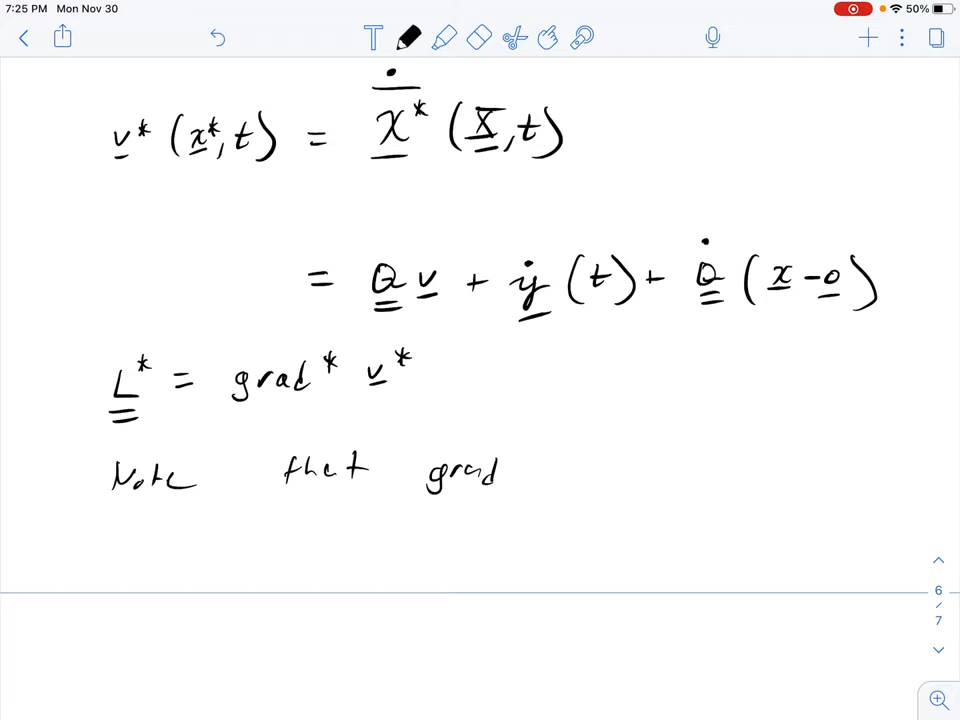 7:25 PM Mon Nov 30 50%
T
v* (x*, t) = χ̇* (X, t)
= Q v + ẏ (t) + Q̇ (x - o)
L* = grad* v*
Note that grad
6
/
7